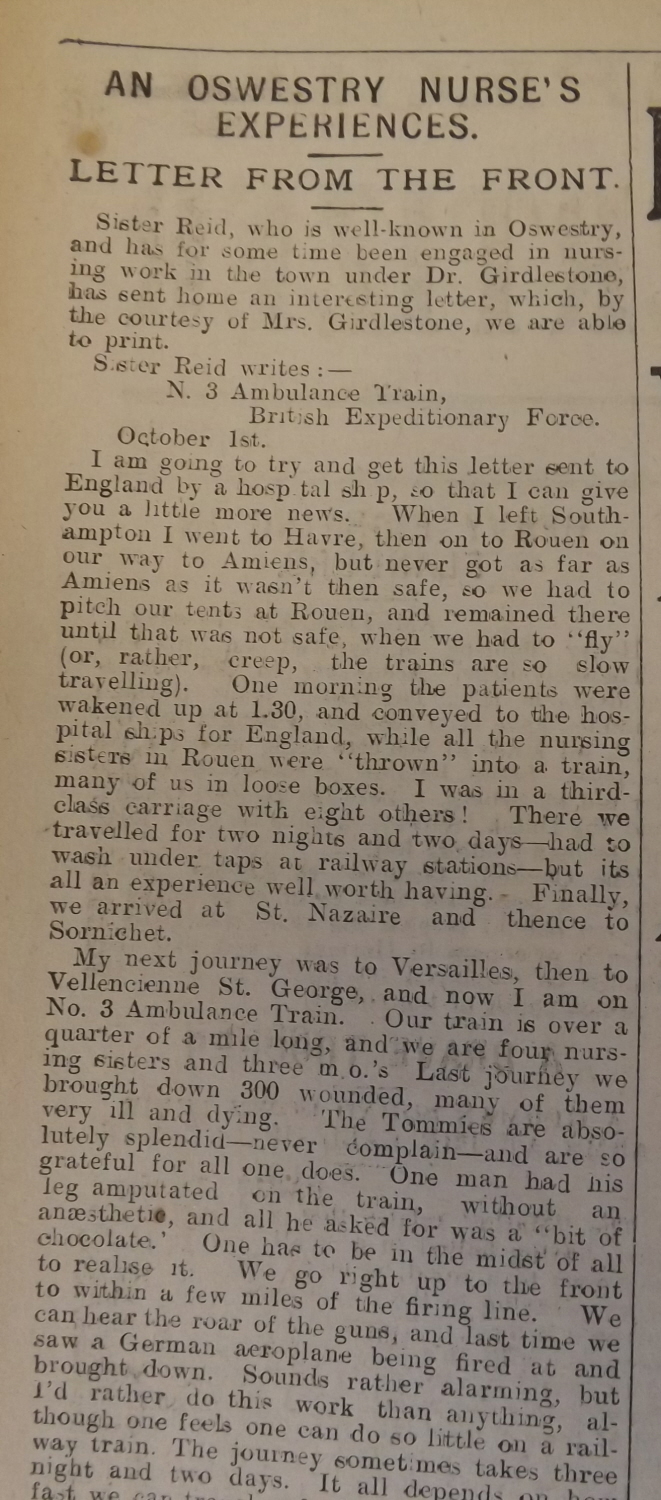 AN OSWESTRY NURSE'S
EXPERIENCES.
LETTER FROM THE FRONT.
Sister Reid, who is well-known in Oswestry,
and has for some time been engaged in nurs-
ing work in the town under Dr. Girdlestone,
has sent home an interesting letter, which, by
the courtesy of Mrs. Girdlestone, we are able
to print.
Sister Reid writes :—
N. 3 Ambulance Train,
British Expeditionary Force.
October 1st.
I am going to try and get this letter sent to
England by a hosp tal sh p, so that I can give
you a little more news. When I left South-
ampton I went to Havre, then on to Rouen on
our way to Amiens, but never got as far as
Amiens as it wasn't then safe, so we had to
pitch our tents at Rouen, and remained there
until that was not safe, when we had to "fly"
(or, rather, creep, the trains are so slow
travelling). One morning the patients were
wakened up at 1.30, and conveyed to the hos-
pital ships for England, while all the nursing
sisters in Rouen were "thrown" into a train,
many of us in loose boxes. I was in a third-
class carriage with eight others! There we
travelled for two nights and two days—had to
wash under taps at railway stations—but its
all an experience well worth having. Finally,
we arrived at St. Nazaire and thence to
Sornichet.
My next journey was to Versailles, then to
Vellencienne St. George, and now I am on
No. 3 Ambulance Train. Our train is over a
quarter of a mile long, and we are four nurs-
ing sisters and three m.o.'s Last journey we
brought down 300 wounded, many of them
very ill and dying. The Tommies are abso-
lutely splendid—never complain—and are so
grateful for all one does. One man had his
leg amputated on the train, without an
anæsthetic, and all he asked for was a "bit of
chocolate.' One has to be in the midst of all
to realise it. We go right up to the front
to within a few miles of the firing line. We
can hear the roar of the guns, and last time we
saw a German aeroplane being fired at and
brought down. Sounds rather alarming, but
I'd rather do this work than anything, al-
though one feels one can do so little on a rail-
way train. The journey sometimes takes three
night and two days. It all depends on how
fast we can